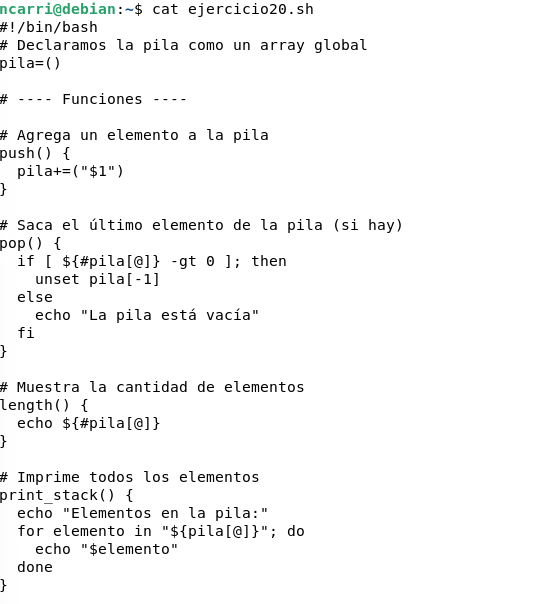 ncarri@debian:~$ cat ejercicio20.sh
#!/bin/bash
# Declaramos la pila como un array global
pila=()

# ---- Funciones ----

# Agrega un elemento a la pila
push() {
  pila+=("$1")
}

# Saca el último elemento de la pila (si hay)
pop() {
  if [ ${#pila[@]} -gt 0 ]; then
    unset pila[-1]
  else
    echo "La pila está vacía"
  fi
}

# Muestra la cantidad de elementos
length() {
  echo ${#pila[@]}
}

# Imprime todos los elementos
print_stack() {
  echo "Elementos en la pila:"
  for elemento in "${pila[@]}"; do
    echo "$elemento"
  done
}